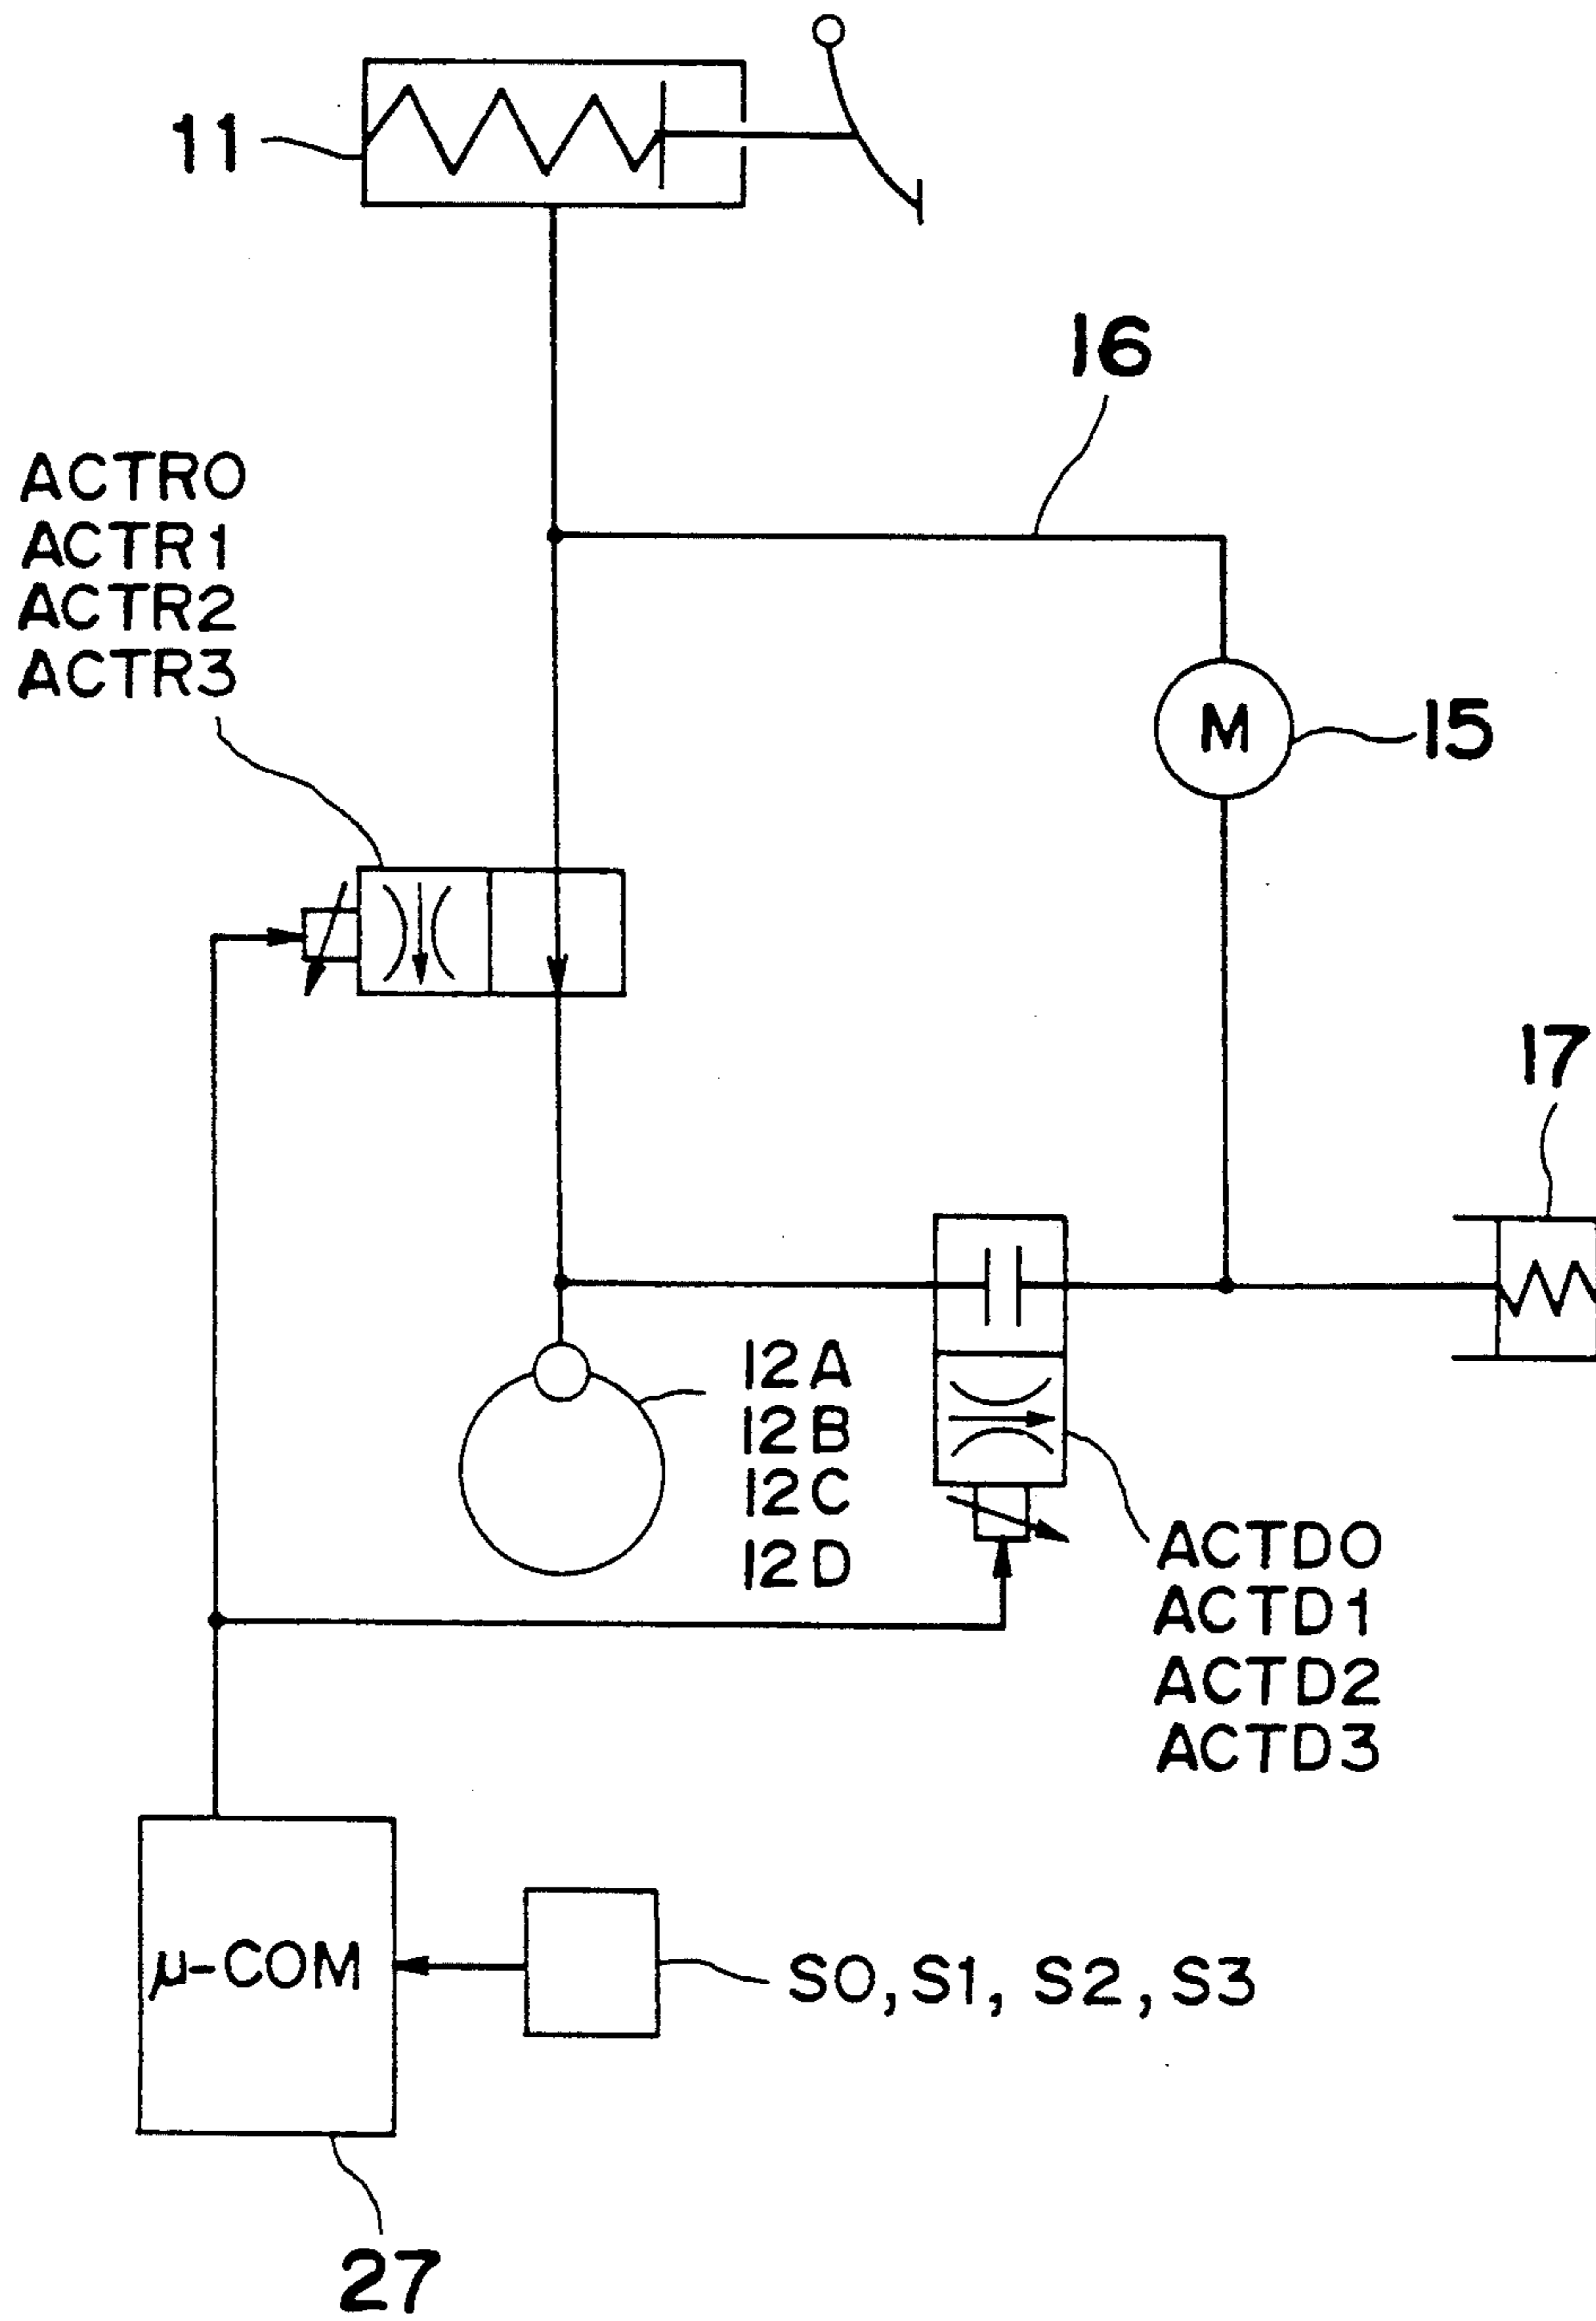 11
16
ACTR0
ACTR1
ACTR2
ACTR3
M
15
17
12A
12B
12C
12D
ACTD0
ACTD1
ACTD2
ACTD3
μ-COM
S0, S1, S2, S3
27